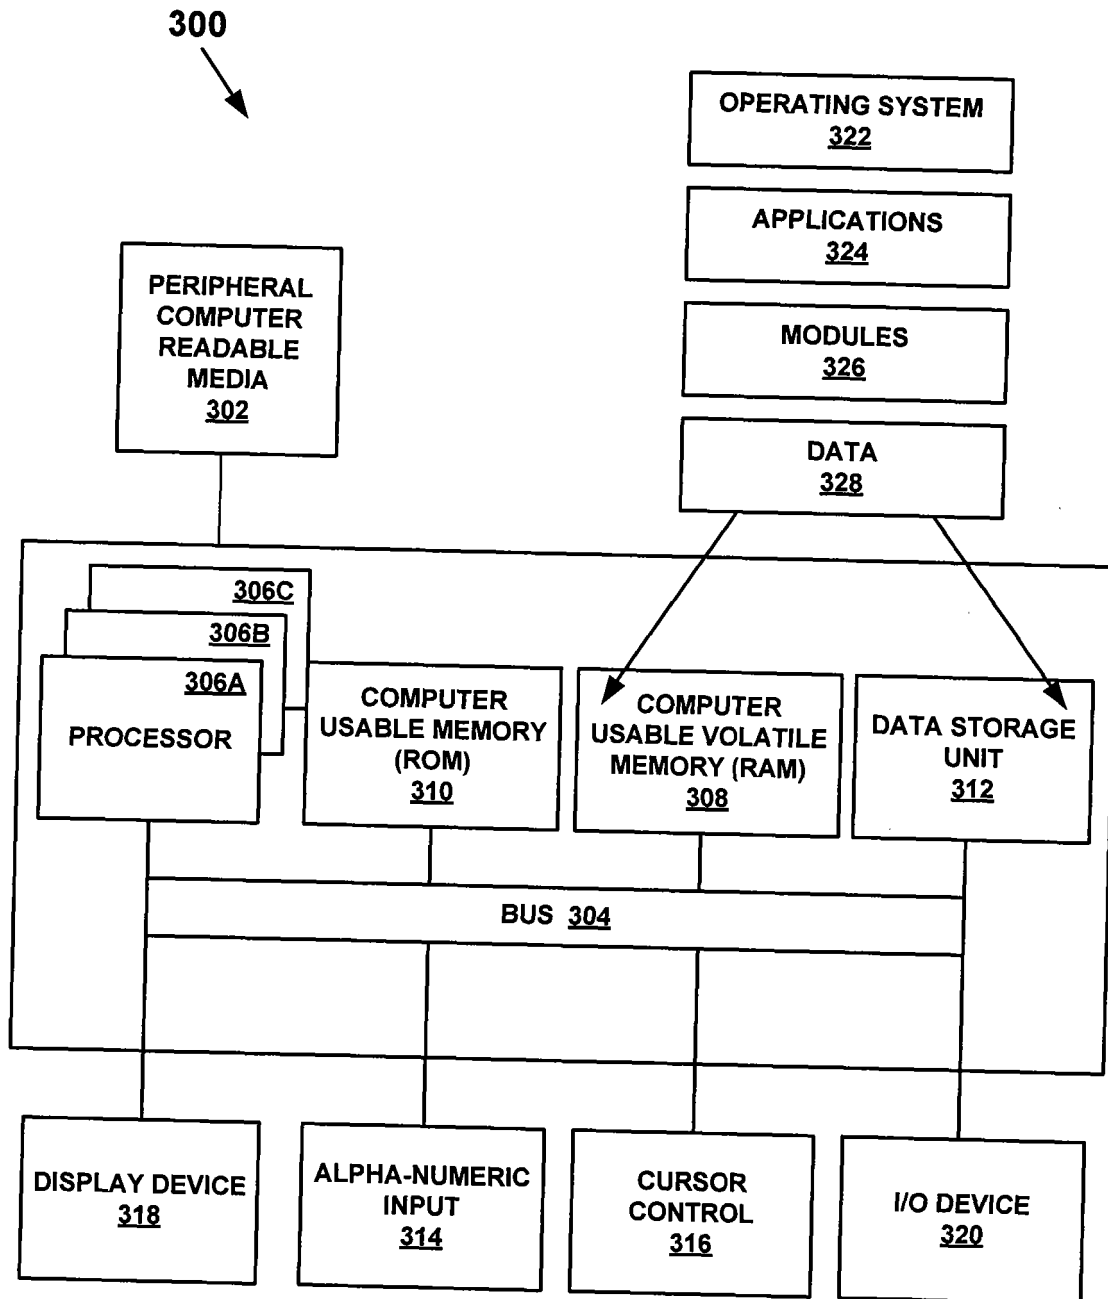 300
OPERATING SYSTEM
322
APPLICATIONS
324
MODULES
326
DATA
328
PERIPHERAL
COMPUTER
READABLE
MEDIA
302
306C
306B
306A
PROCESSOR
COMPUTER
USABLE MEMORY
(ROM)
310
COMPUTER
USABLE VOLATILE
MEMORY (RAM)
308
DATA STORAGE
UNIT
312
BUS 304
DISPLAY DEVICE
318
ALPHA-NUMERIC
INPUT
314
CURSOR
CONTROL
316
I/O DEVICE
320